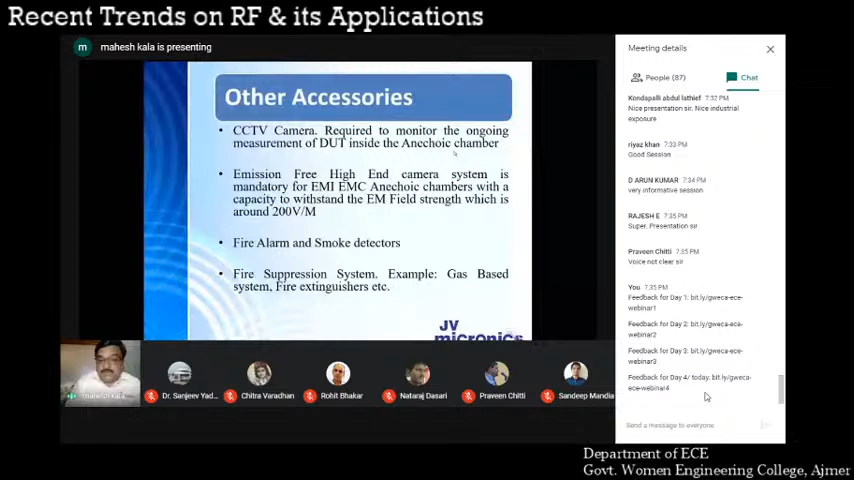 Recent Trends on RF & its Applications
m
mahesh kala is presenting
Other Accessories
• CCTV Camera. Required to monitor the ongoing
measurement of DUT inside the Anechoic chamber
• Emission Free High End camera system is
mandatory for EMI EMC Anechoic chambers with a
capacity to withstand the EM Field strength which is
around 200V/M
• Fire Alarm and Smoke detectors
• Fire Suppression System. Example: Gas Based
system, Fire extinguishers etc.
JV
micronics
mahesh kala
Dr. Sanjeev Yad...
Chitra Varadhan
Rohit Bhakar
Nataraj Dasari
Praveen Chitti
Sandeep Mandia
Meeting details
People (87)
Chat
Kondapalli abdul lathief 7:32 PM
Nice presentation sir. Nice industrial
exposure
riyaz khan 7:33 PM
Good Session
D ARUN KUMAR 7:34 PM
very informative session
RAJESH E 7:35 PM
Super. Presentation sir
Praveen Chitti 7:35 PM
Voice not clear sir
You 7:35 PM
Feedback for Day 1: bit.ly/gweca-ece-
webinar1
Feedback for Day 2: bit.ly/gweca-ece-
webinar2
Feedback for Day 3: bit.ly/gweca-ece-
webinar3
Feedback for Day 4/ today: bit.ly/gweca-
ece-webinar4
Send a message to everyone
Department of ECE
Govt. Women Engineering College, Ajmer